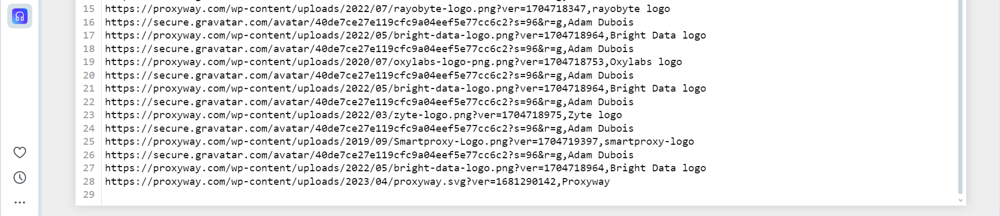 15 https://proxyway.com/wp-content/uploads/2022/07/rayobyte-logo.png?ver=1704718347,rayobyte logo
16 https://secure.gravatar.com/avatar/40de7ce27e119cfc9a04eef5e77cc6c2?s=96&r=g,Adam Dubois
17 https://proxyway.com/wp-content/uploads/2022/05/bright-data-logo.png?ver=1704718964,Bright Data logo
18 https://secure.gravatar.com/avatar/40de7ce27e119cfc9a04eef5e77cc6c2?s=96&r=g,Adam Dubois
19 https://proxyway.com/wp-content/uploads/2020/07/oxylabs-logo-png.png?ver=1704718753,Oxylabs logo
20 https://secure.gravatar.com/avatar/40de7ce27e119cfc9a04eef5e77cc6c2?s=96&r=g,Adam Dubois
21 https://proxyway.com/wp-content/uploads/2022/05/bright-data-logo.png?ver=1704718964,Bright Data logo
22 https://secure.gravatar.com/avatar/40de7ce27e119cfc9a04eef5e77cc6c2?s=96&r=g,Adam Dubois
23 https://proxyway.com/wp-content/uploads/2022/03/zyte-logo.png?ver=1704718975,Zyte logo
24 https://secure.gravatar.com/avatar/40de7ce27e119cfc9a04eef5e77cc6c2?s=96&r=g,Adam Dubois
25 https://proxyway.com/wp-content/uploads/2019/09/Smartproxy-Logo.png?ver=1704719397,smartproxy-logo
26 https://secure.gravatar.com/avatar/40de7ce27e119cfc9a04eef5e77cc6c2?s=96&r=g,Adam Dubois
27 https://proxyway.com/wp-content/uploads/2022/05/bright-data-logo.png?ver=1704718964,Bright Data logo
28 https://proxyway.com/wp-content/uploads/2023/04/proxyway.svg?ver=1681290142,Proxyway
29